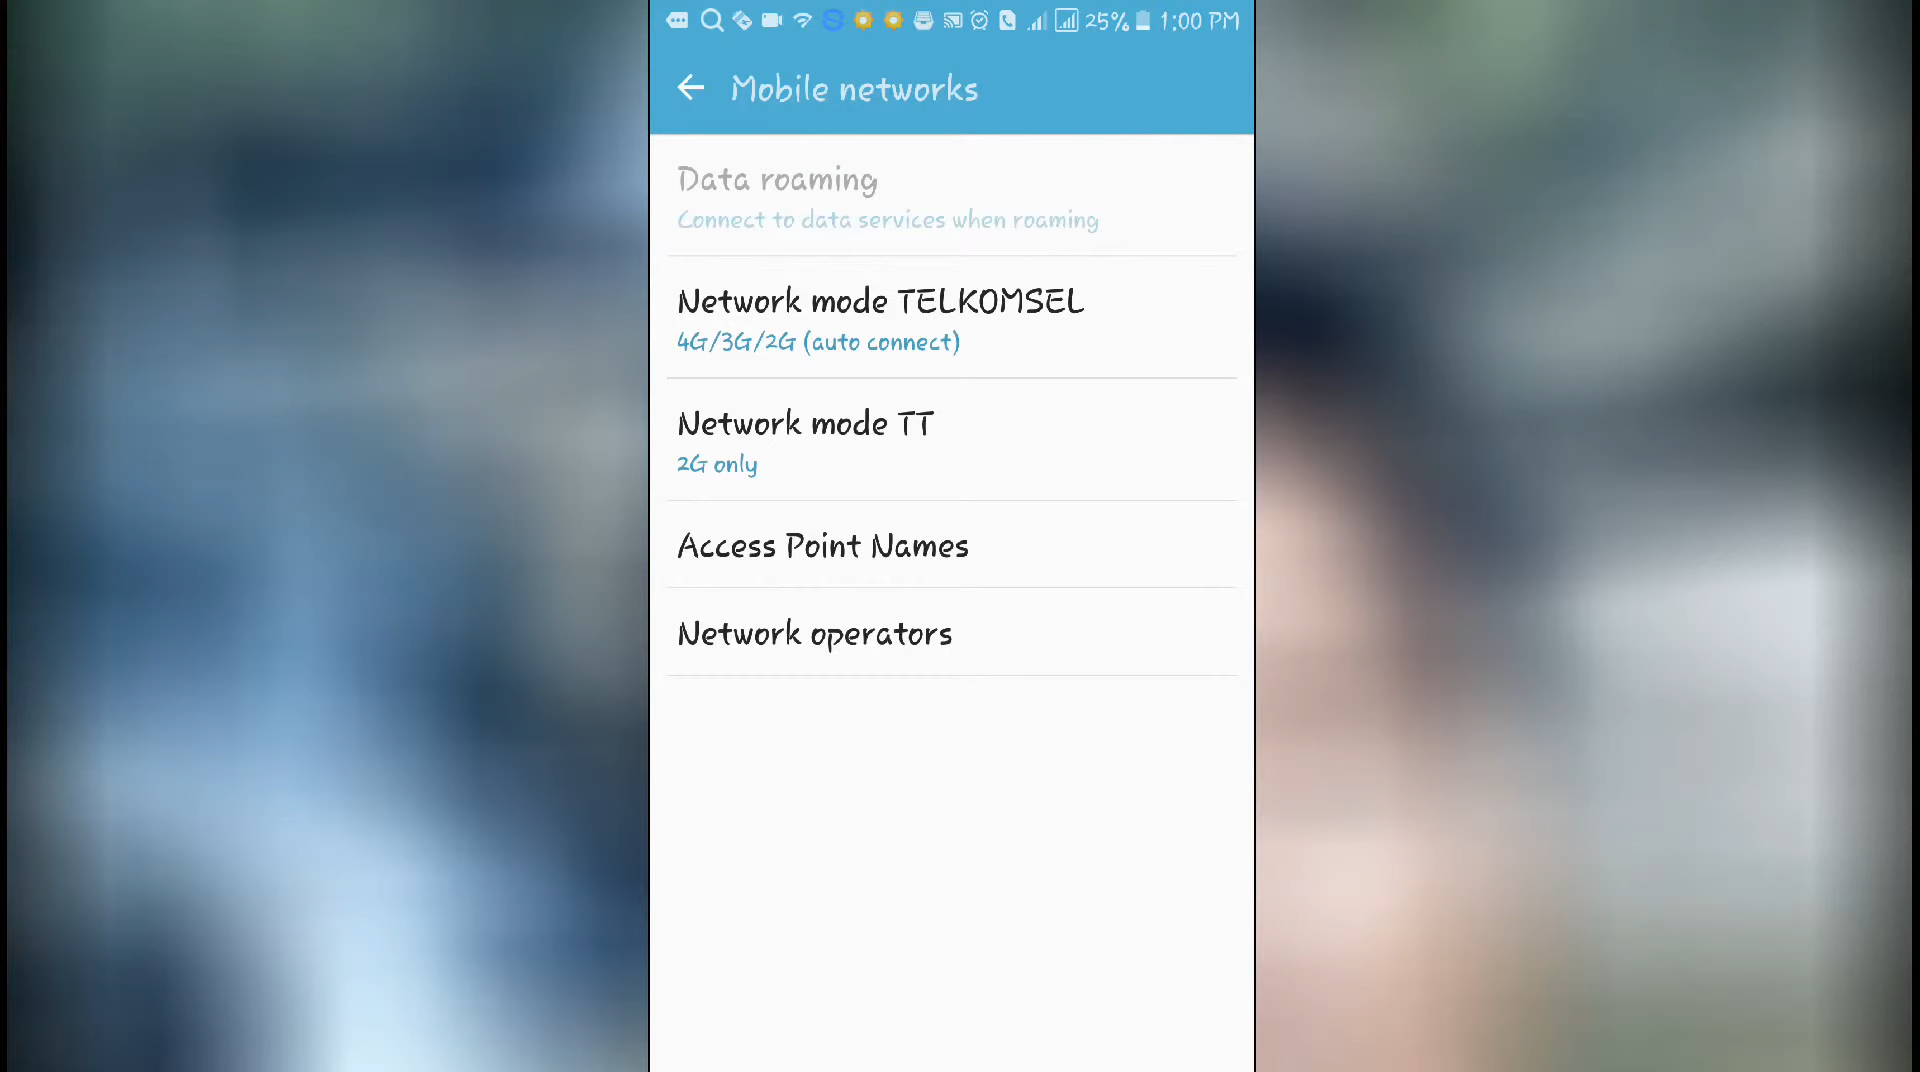 25% 1:00 PM
Mobile networks
Data roaming
Connect to data services when roaming
Network mode TELKOMSEL
4G/3G/2G (auto connect)
Network mode TT
2G only
Access Point Names
Network operators